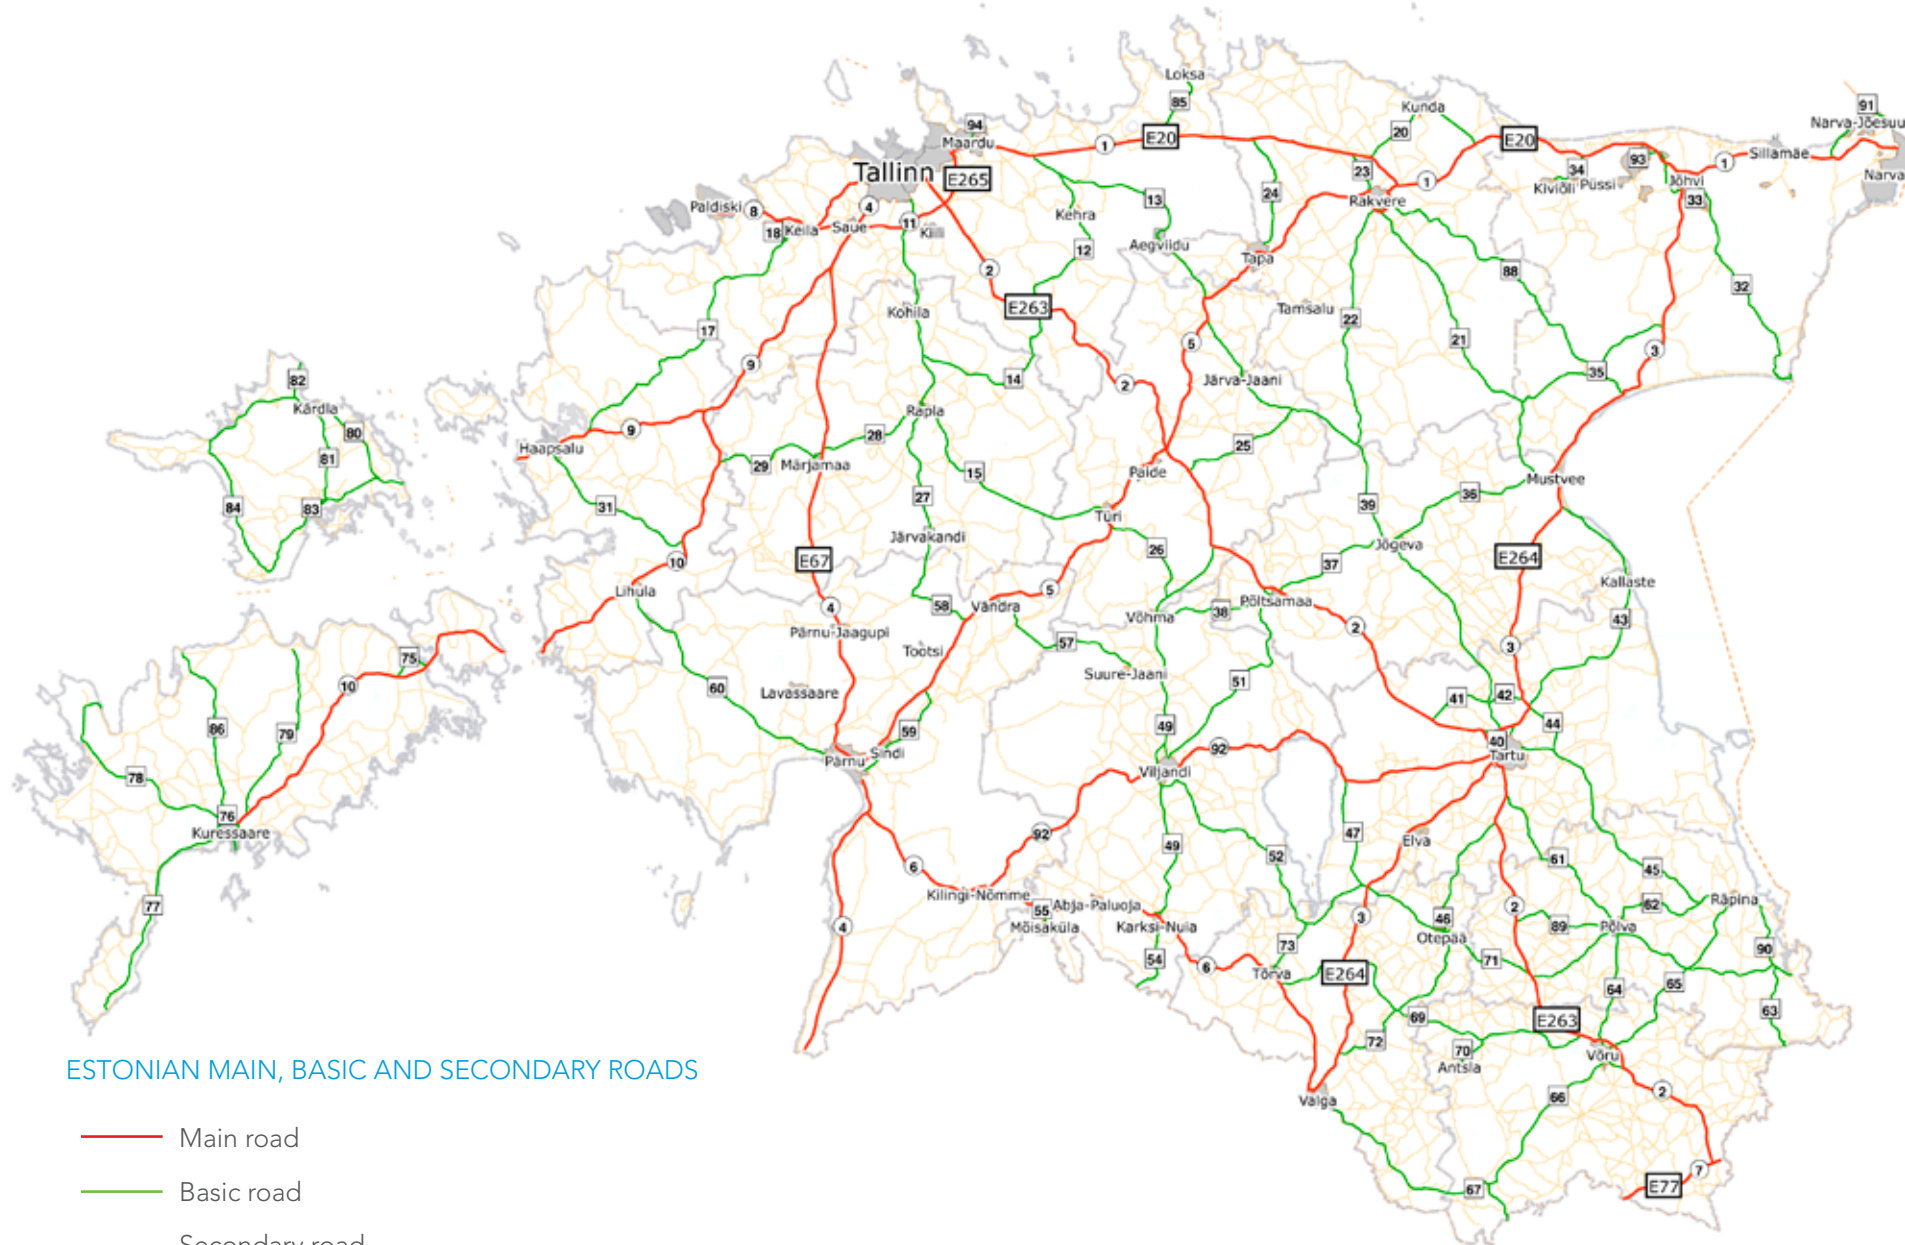 Loksa
85
Kunda
91
Narva-Jõesuu
94
Maardu
1
E20
20
E20
Tallinn
E265
23
1
34
93
Kiviõli
Püssi
Jõhvi
1
Sillamäe
Narva
33
Paldiski
8
4
24
13
Rakvere
18
Keila
Saue
11
Kiili
Kehra
12
Aegviidu
Tapa
2
88
32
E263
Kohila
Tamsalu
22
17
5
21
3
9
82
Kärdla
80
81
84
83
14
2
Järva-Jaani
35
Rapla
9
Haapsalu
28
29
Märjamaa
25
15
Paide
36
Mustvee
31
27
39
Türi
Järvakandi
26
Jõgeva
E67
10
37
E264
Lihula
4
58
Vändra
5
Võhma
38
Põltsamaa
2
Kallaste
43
Pärnu-Jaagupi
Tootsi
57
Suure-Jaani
3
75
10
60
Lavassaare
51
41
42
86
79
59
49
44
78
Pärnu
Sindi
92
Viljandi
40
Tartu
76
Kuressaare
92
49
52
47
Elva
61
45
77
6
Kilingi-Nõmme
55
Abja-Paluoja
Mõisaküla
Karksi-Nuia
3
46
Otepää
2
62
Räpina
89
Põlva
4
54
6
73
Tõrva
E264
71
90
64
65
63
69
72
E263
70
Antsla
Võru
Valga
66
2
67
E77
7
ESTONIAN MAIN, BASIC AND SECONDARY ROADS
Main road
Basic road
Secondary road